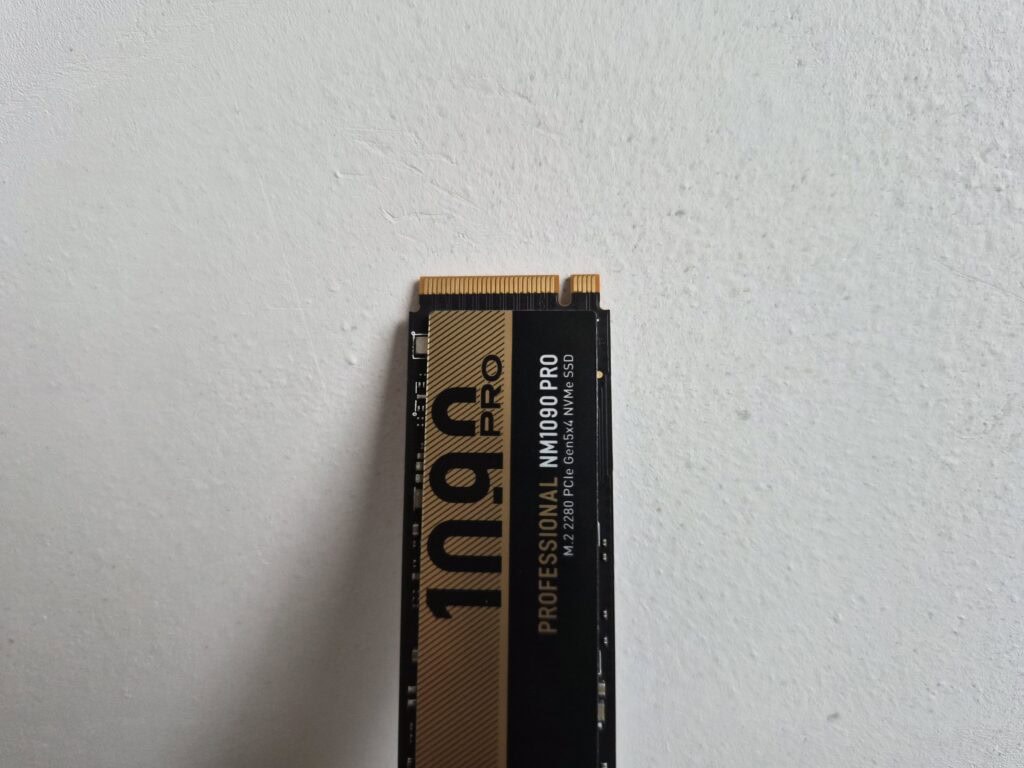 1090
PRO
PROFESSIONAL NM1090 PRO
M.2 2280 PCIe Gen5x4 NVMe SSD